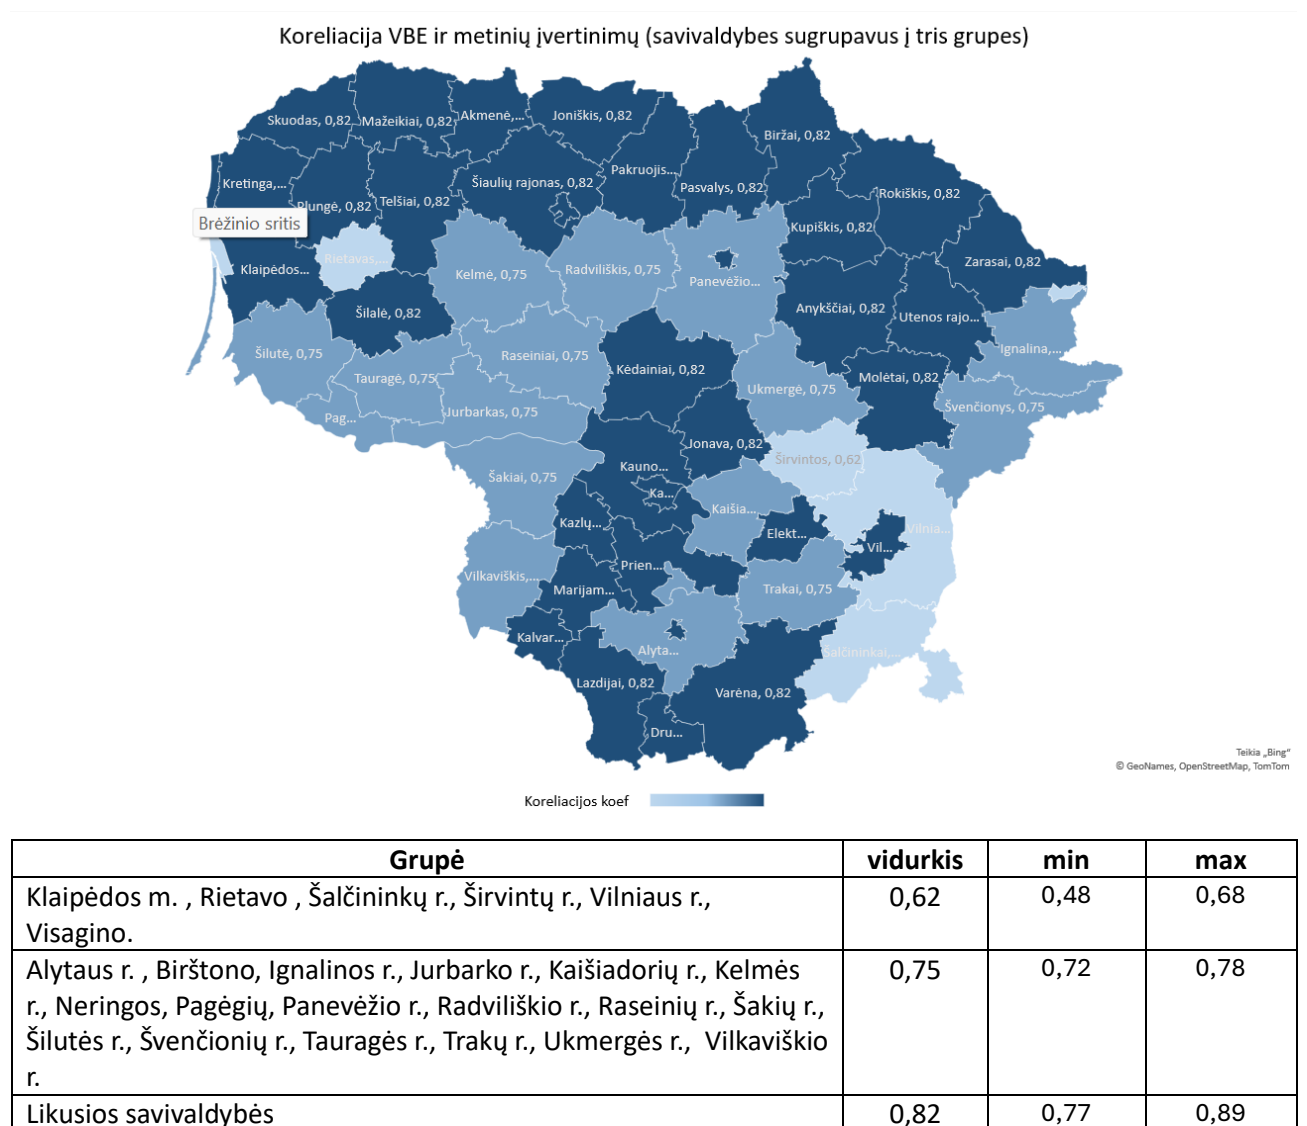 Koreliacija VBE ir metinių įvertinimų (savivaldybes sugrupavus į tris grupes)
Skuodas, 0,82
Mažeikiai, 0,82
Akmenė,...
Joniškis, 0,82
Biržai, 0,82
Kretinga,...
Plungė, 0,82
Telšiai, 0,82
Šiaulių rajonas, 0,82
Pakruojis...
Pasvalys, 0,82
Rokiškis, 0,82
Brėžinio sritis
Kupiškis, 0,82
Klaipėdos...
Rietavas,...
Kelmė, 0,75
Radviliškis, 0,75
Panevėžio...
Zarasai, 0,82
Šilalė, 0,82
Anykščiai, 0,82
Utenos rajo...
Šilutė, 0,75
Raseiniai, 0,75
Ignalina,...
Tauragė, 0,75
Kėdainiai, 0,82
Ukmergė, 0,75
Molėtai, 0,82
Pag...
Jurbarkas, 0,75
Švenčionys, 0,75
Jonava, 0,82
Šakiai, 0,75
Kauno...
Širvintos, 0,62
Ka...
Kaišia...
Kazlų...
Elekt...
Vilnia...
Vil...
Vilkaviškis,...
Prien...
Marijam...
Trakai, 0,75
Kalvar...
Alyta...
Šalčininkai,...
Lazdijai, 0,82
Varėna, 0,82
Dru...
Teikia „Bing“
© GeoNames, OpenStreetMap, TomTom
Koreliacijos koef
Grupė vidurkis min max
Klaipėdos m. , Rietavo , Šalčininkų r., Širvintų r., Vilniaus r., 0,62 0,48 0,68
Visagino.
Alytaus r. , Birštono, Ignalinos r., Jurbarko r., Kaišiadorių r., Kelmės 0,75 0,72 0,78
r., Neringos, Pagėgių, Panevėžio r., Radviliškio r., Raseinių r., Šakių r.,
Šilutės r., Švenčionių r., Tauragės r., Trakų r., Ukmergės r., Vilkaviškio
r.
Likusios savivaldybės 0,82 0,77 0,89